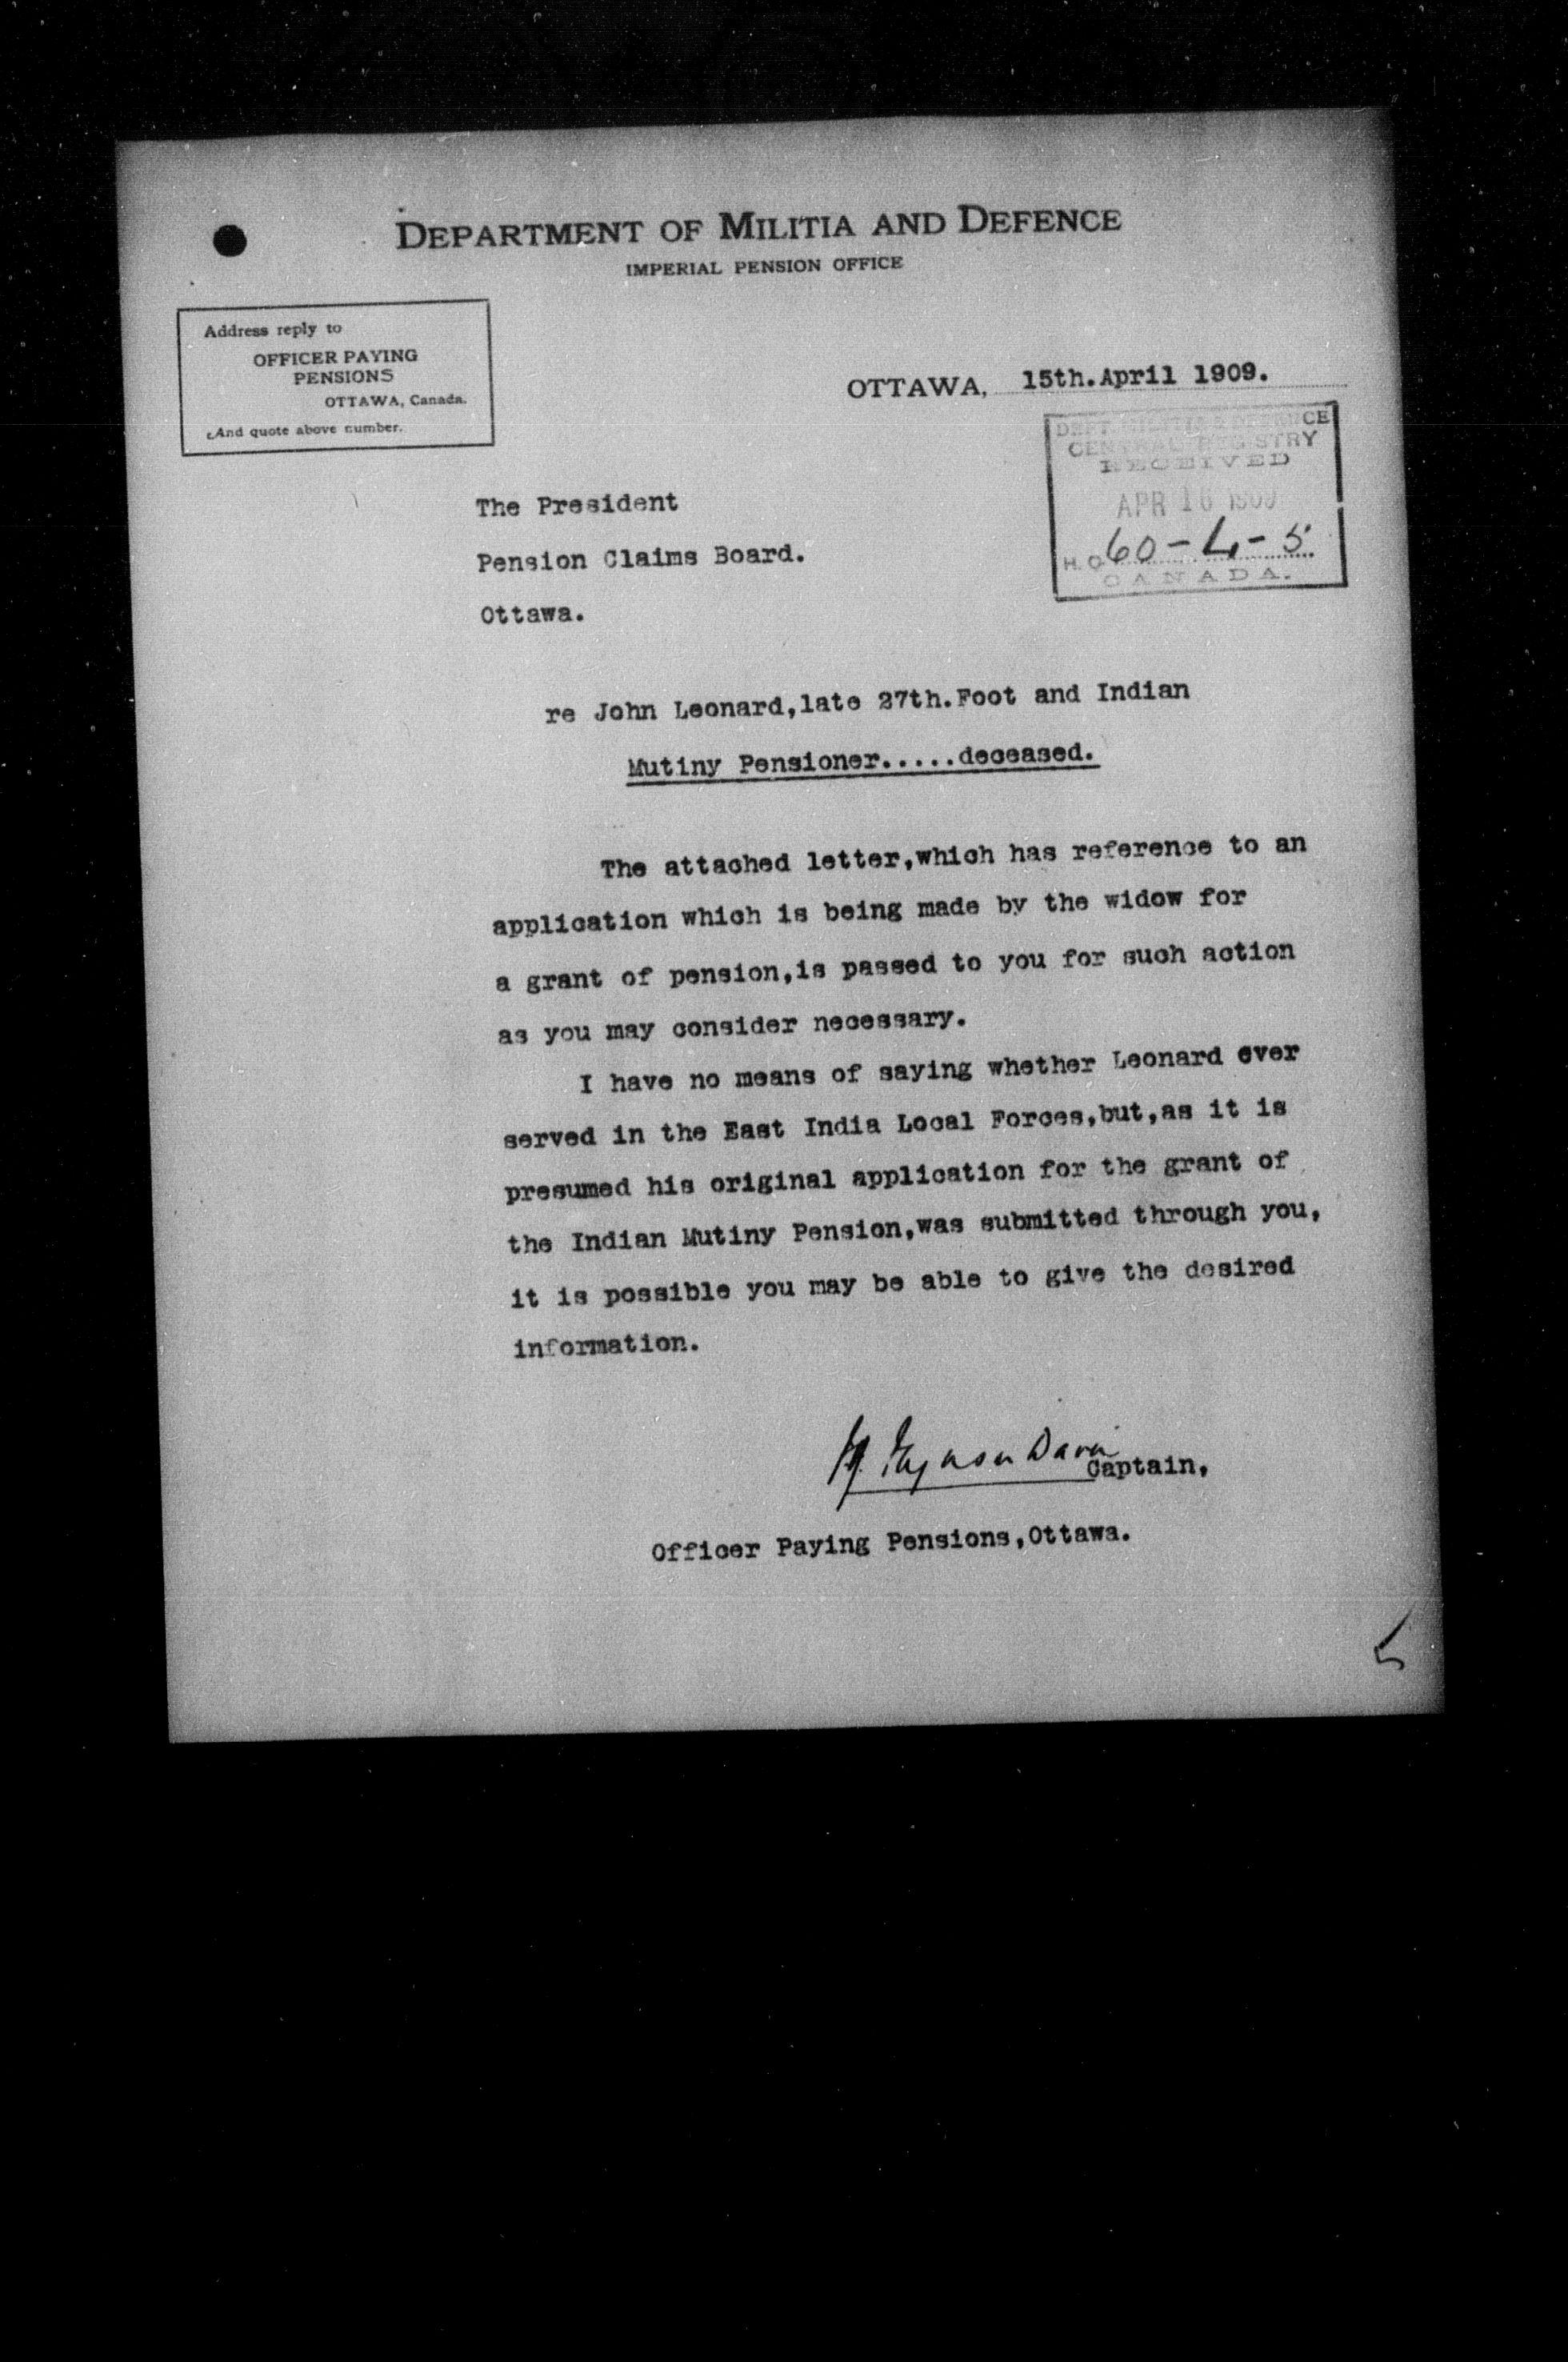 DEPARTMENT OF MILITIA AND DEFENCE
IMPERIAL PENSION OFFICE
Address reply to
OFFICER PAYING
PENSIONS
OTTAWA, Canada.
And quote above number.
OTTAWA, 15th.April 1909.
DEPT. MILITIA & DEFENCE
CENTRAL REGISTRY
RECEIVED
APR 16 1909
H.Q. 60-L-5
CANADA.
The President
Pension Claims Board.
Ottawa.
re John Leonard,late 27th.Foot and Indian
Mutiny Pensioner.....deceased.
The attached letter,which has reference to an
application which is being made by the widow for
a grant of pension,is passed to you for such action
as you may consider necessary.
I have no means of saying whether Leonard ever
served in the East India Local Forces,but,as it is
presumed his original application for the grant of
the Indian Mutiny Pension,was submitted through you,
it is possible you may be able to give the desired
information.
Captain,
Officer Paying Pensions,Ottawa.
5